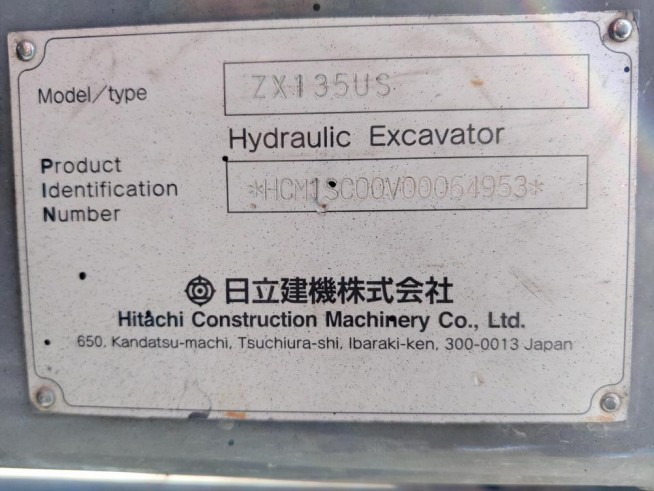 Model/type
ZX135US
Hydraulic Excavator
Product
Identification
Number
*HCM1SC00V00064953*
日立建機株式会社
Hitachi Construction Machinery Co., Ltd.
650, Kandatsu-machi, Tsuchiura-shi, Ibaraki-ken, 300-0013 Japan